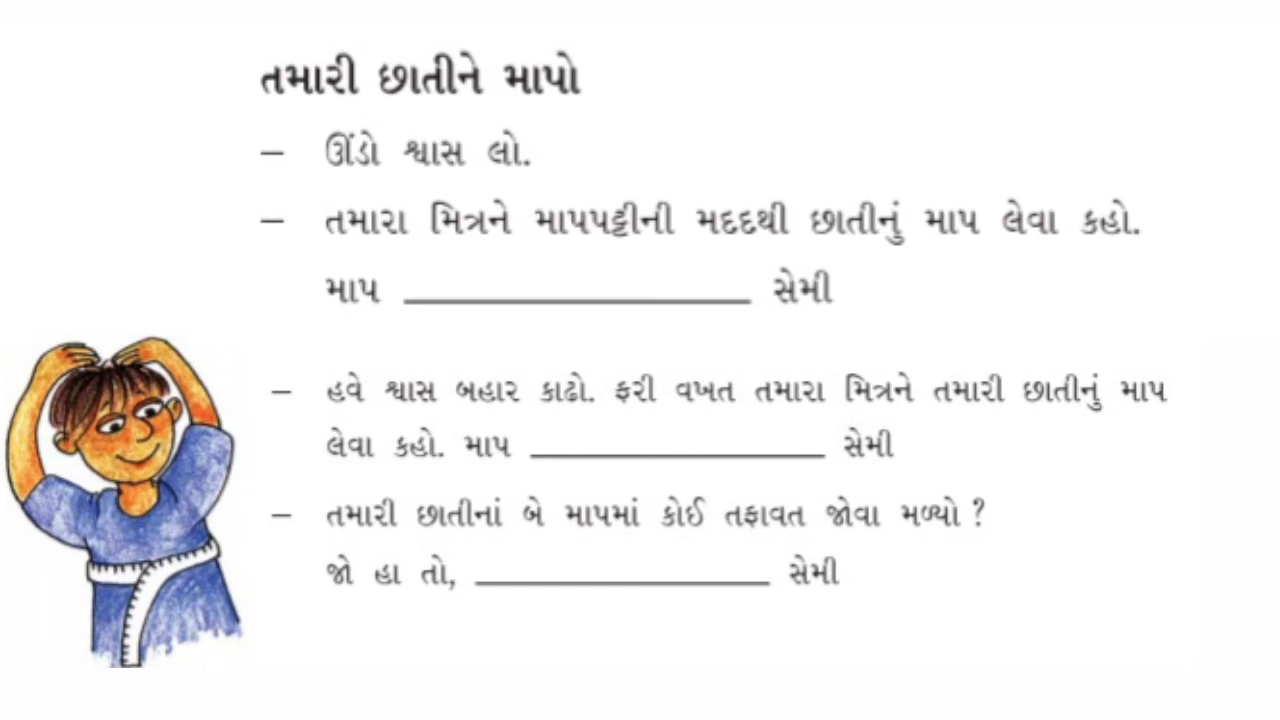 તમારી છાતીને માપો
– ઊંડો શ્વાસ લો.
– તમારા મિત્રને માપપટ્ટીની મદદથી છાતીનું માપ લેવા કહો.
માપ ____________________ સેમી
– હવે શ્વાસ બહાર કાઢો. ફરી વખત તમારા મિત્રને તમારી છાતીનું માપ
લેવા કહો. માપ ____________________ સેમી
– તમારી છાતીનાં બે માપમાં કોઈ તફાવત જોવા મળ્યો ?
જો હા તો, ____________________ સેમી